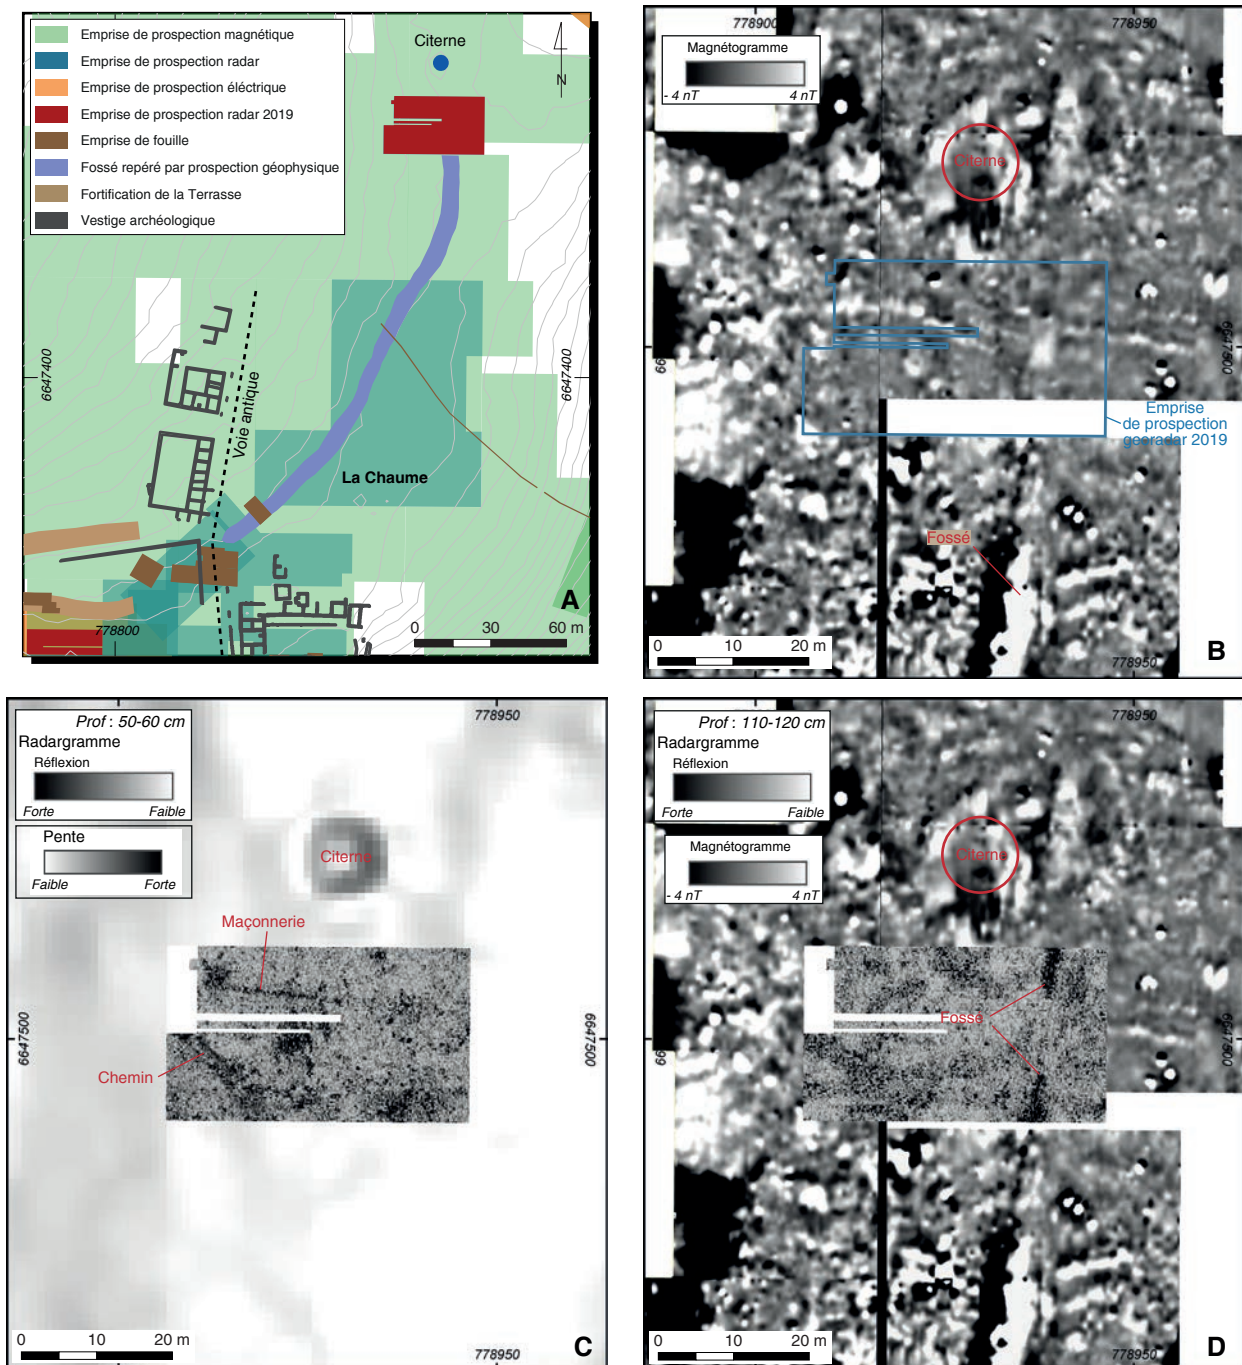 Emprise de prospection magnétique
Emprise de prospection radar
Emprise de prospection éléctrique
Emprise de prospection radar 2019
Emprise de fouille
Fossé repéré par prospection géophysique
Fortification de la Terrasse
Vestige archéologique
Citerne
N
6647400
6647400
Voie antique
La Chaume
778800
A
0 30 60 m
778900
778950
Magnétogramme
- 4 nT 4 nT
Citerne
6647500
Emprise
de prospection
georadar 2019
Fossé
778950
0 10 20 m
B
Prof : 50-60 cm
Radargramme
Réflexion
Forte Faible
Pente
Faible Forte
778950
Citerne
Maçonnerie
6647500
6647500
Chemin
0 10 20 m
778950
C
Prof : 110-120 cm
Radargramme
Réflexion
Forte Faible
Magnétogramme
- 4 nT 4 nT
778950
Citerne
Fossé
6647500
0 10 20 m
778950
D